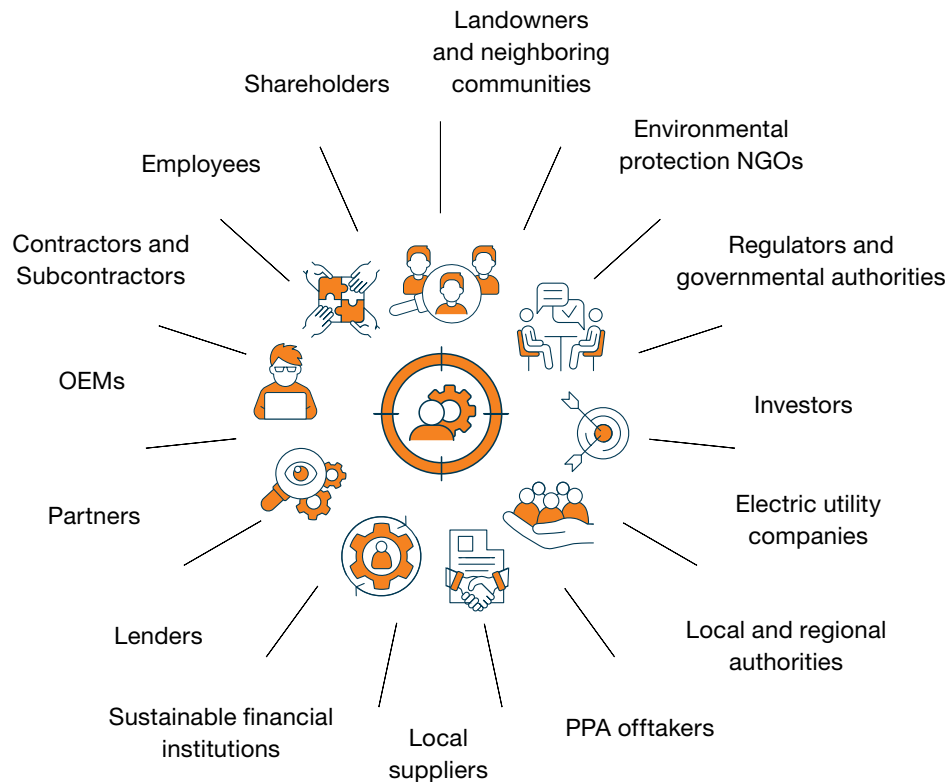 Landowners
and neighboring
communities
Shareholders
Environmental
protection NGOs
Employees
Regulators and
governmental authorities
Contractors and
Subcontractors
OEMs
Investors
Partners
Electric utility
companies
Lenders
Local and regional
authorities
Sustainable financial
institutions
PPA offtakers
Local
suppliers